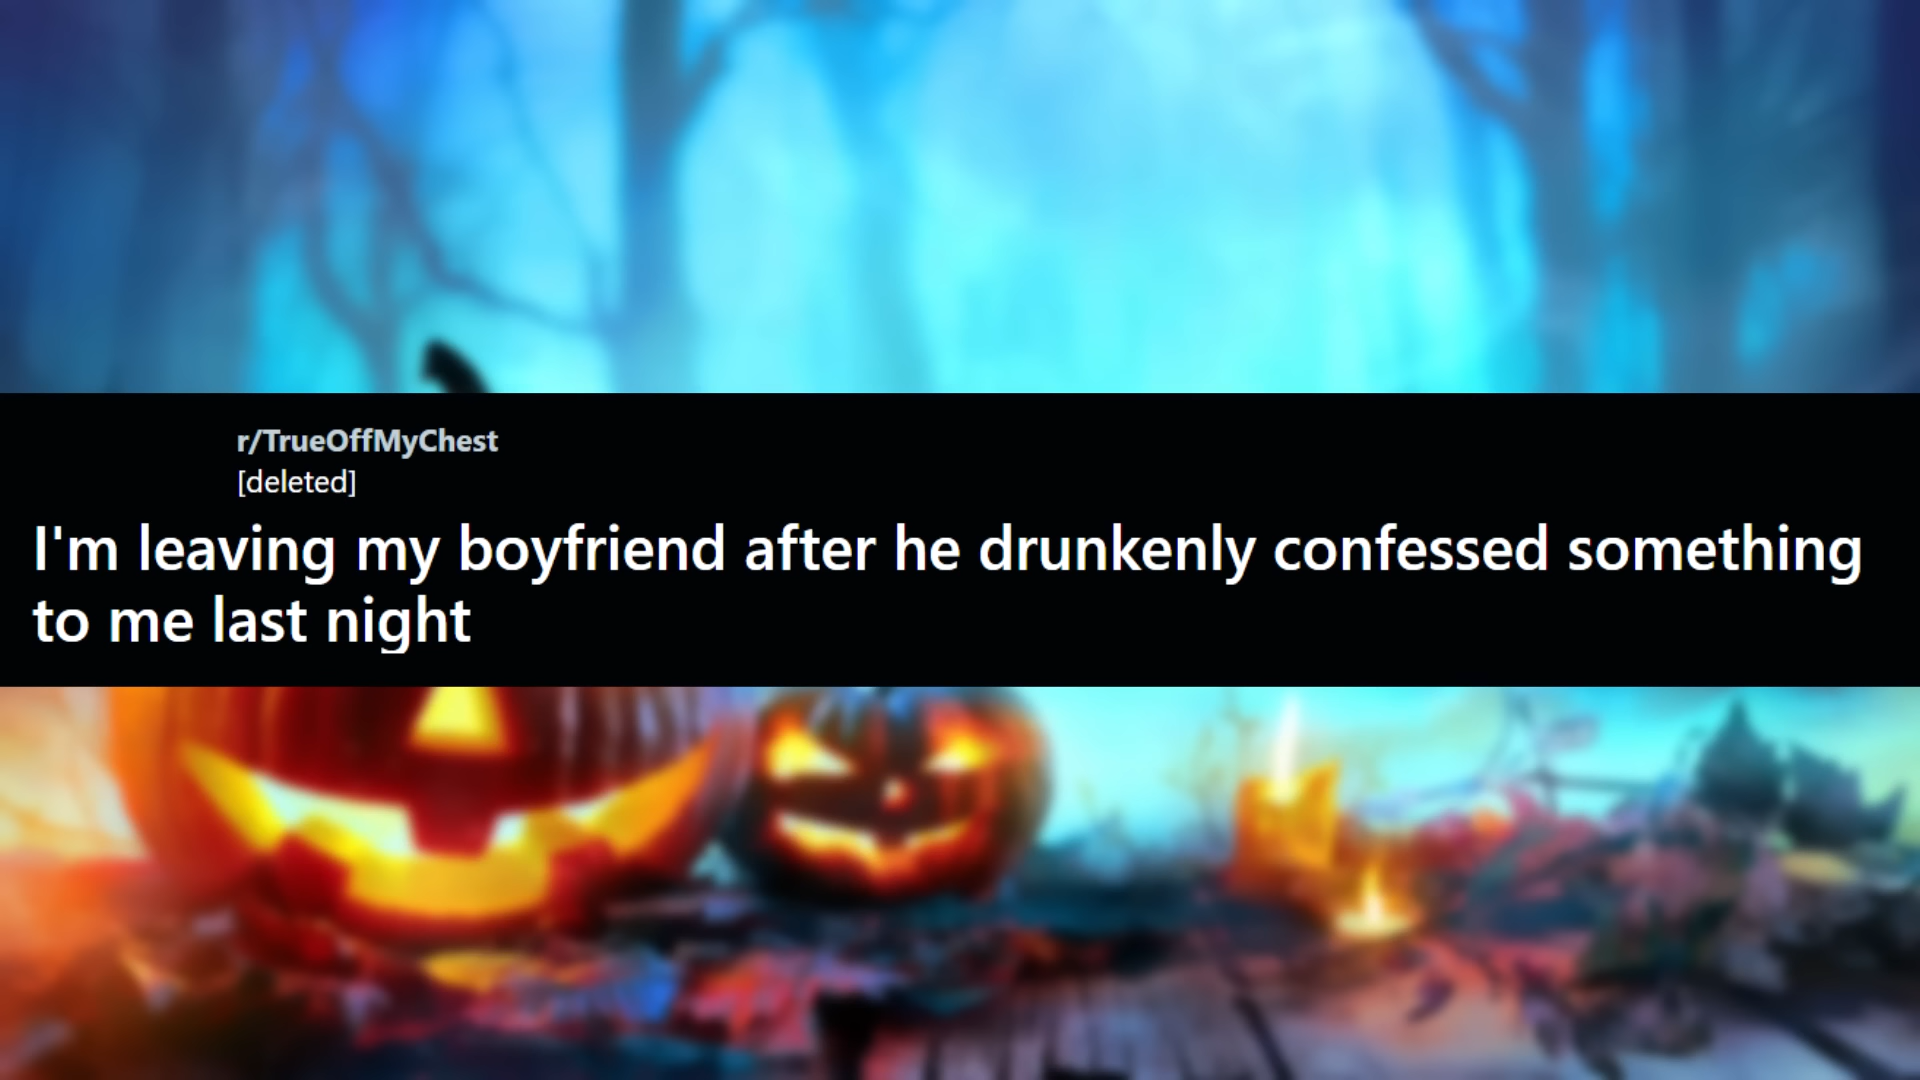 r/TrueOffMyChest
[deleted]
I'm leaving my boyfriend after he drunkenly confessed something
to me last night